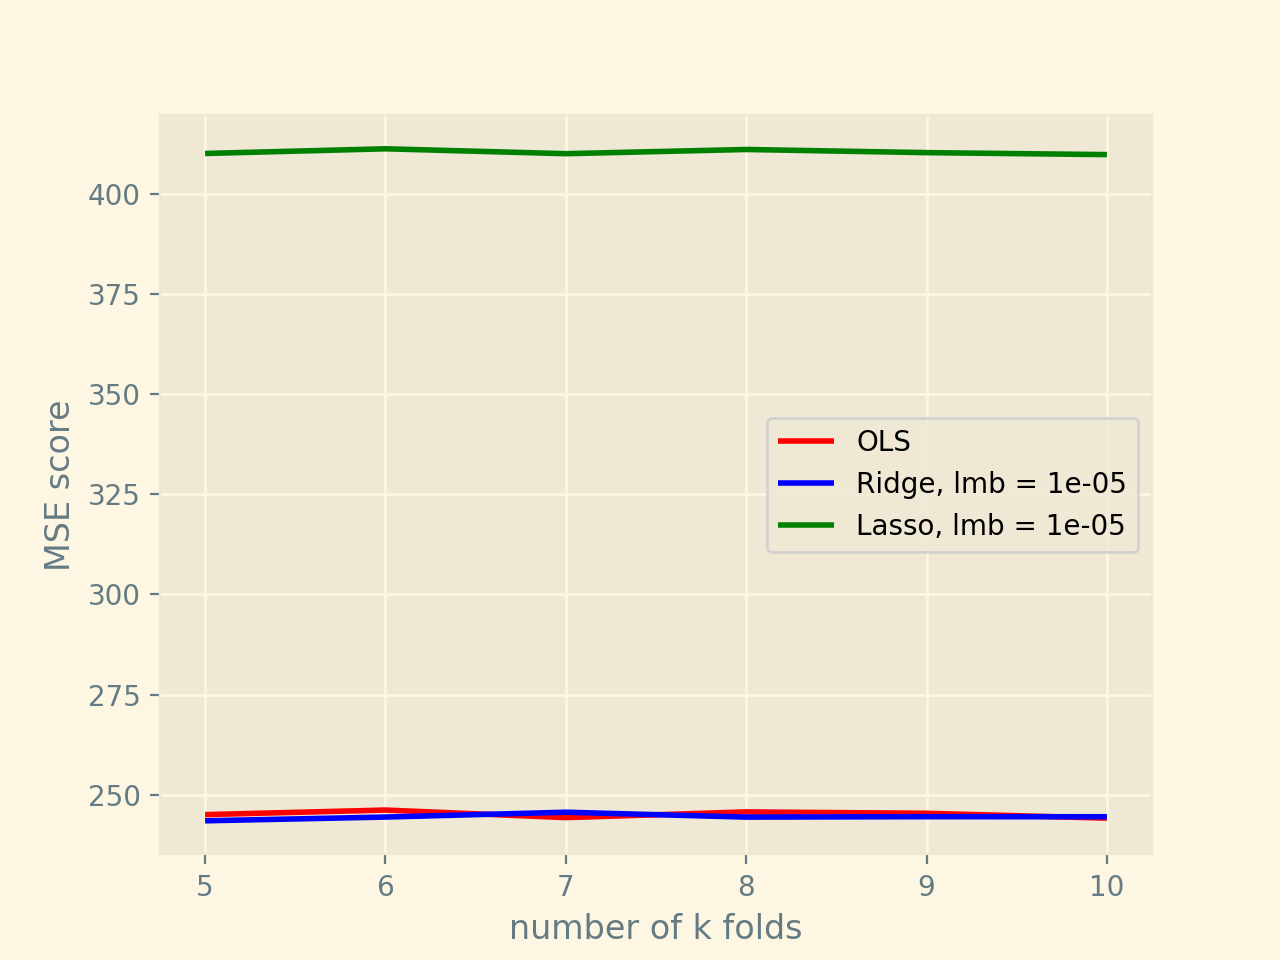 400
375
350
325
300
275
250
MSE score
OLS
Ridge, lmb = 1e-05
Lasso, lmb = 1e-05
5 6 7 8 9 10
number of k folds